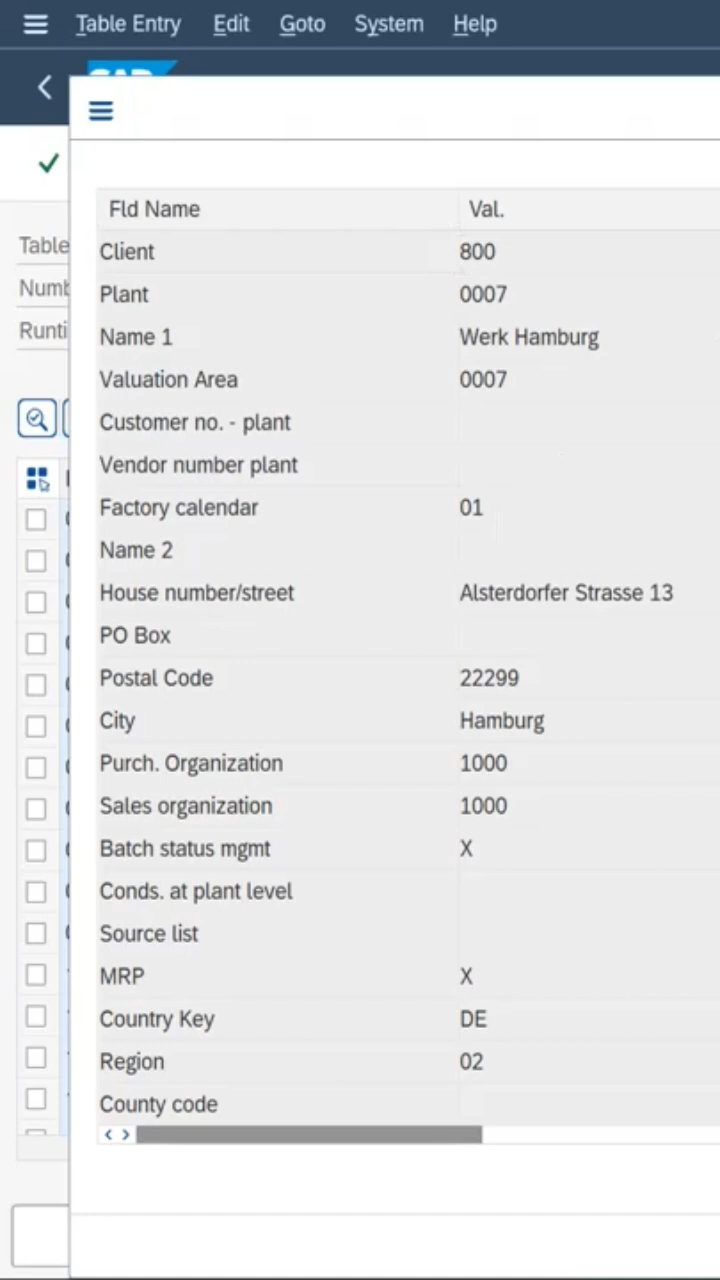 Table Entry Edit Goto System Help
SAP
Fld Name Val.
Table
Client 800
Plant 0007
Name 1 Werk Hamburg
Valuation Area 0007
Customer no. - plant
Vendor number plant
Factory calendar 01
Name 2
House number/street Alsterdorfer Strasse 13
PO Box
Postal Code 22299
City Hamburg
Purch. Organization 1000
Sales organization 1000
Batch status mgmt X
Conds. at plant level
Source list
MRP X
Country Key DE
Region 02
County code